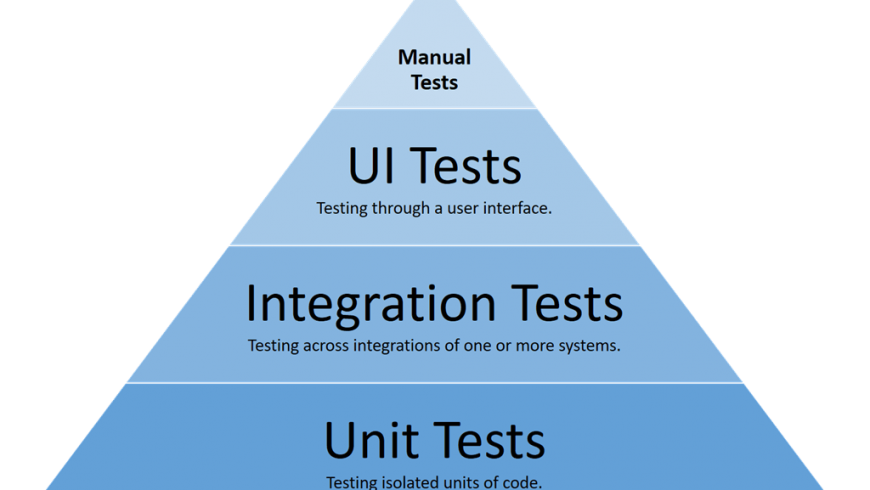 Manual
Tests
UI Tests
Testing through a user interface.
Integration Tests
Testing across integrations of one or more systems.
Unit Tests
Testing isolated units of code.